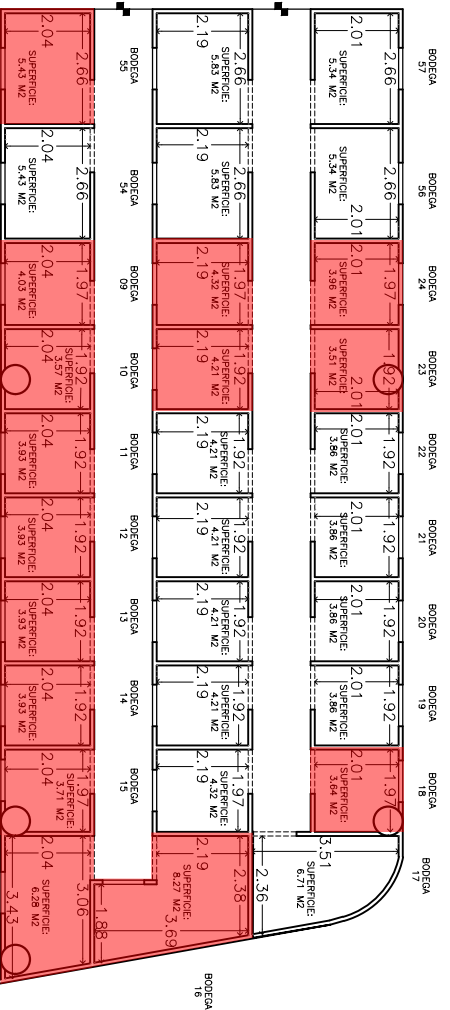 BODEGA
57
BODEGA
56
BODEGA
24
BODEGA
23
BODEGA
22
BODEGA
21
BODEGA
20
BODEGA
19
BODEGA
18
BODEGA
17
2.66
2.01
SUPERFICIE:
5.34 M2
2.66
2.01
SUPERFICIE:
5.34 M2
1.97
2.01
SUPERFICIE:
3.96 M2
1.92
2.01
SUPERFICIE:
3.51 M2
1.92
2.01
SUPERFICIE:
3.86 M2
1.92
2.01
SUPERFICIE:
3.86 M2
1.92
2.01
SUPERFICIE:
3.86 M2
1.92
2.01
SUPERFICIE:
3.86 M2
1.97
2.01
SUPERFICIE:
3.64 M2
3.51
SUPERFICIE:
6.71 M2
2.36
2.66
2.19
SUPERFICIE:
5.83 M2
2.66
2.19
SUPERFICIE:
5.83 M2
1.97
2.19
SUPERFICIE:
4.32 M2
1.92
2.19
SUPERFICIE:
4.21 M2
1.92
2.19
SUPERFICIE:
4.21 M2
1.92
2.19
SUPERFICIE:
4.21 M2
1.92
2.19
SUPERFICIE:
4.21 M2
1.92
2.19
SUPERFICIE:
4.21 M2
1.97
2.19
SUPERFICIE:
4.32 M2
2.38
2.19
SUPERFICIE:
8.27 M2
3.69
1.88
BODEGA
16
BODEGA
55
BODEGA
54
BODEGA
09
BODEGA
10
BODEGA
11
BODEGA
12
BODEGA
13
BODEGA
14
BODEGA
15
2.66
2.04
SUPERFICIE:
5.43 M2
2.66
2.04
SUPERFICIE:
5.43 M2
1.97
2.04
SUPERFICIE:
4.03 M2
1.92
2.04
SUPERFICIE:
3.57 M2
1.92
2.04
SUPERFICIE:
3.93 M2
1.92
2.04
SUPERFICIE:
3.93 M2
1.92
2.04
SUPERFICIE:
3.93 M2
1.92
2.04
SUPERFICIE:
3.93 M2
1.97
2.04
SUPERFICIE:
3.71 M2
3.06
2.04
SUPERFICIE:
6.28 M2
3.43